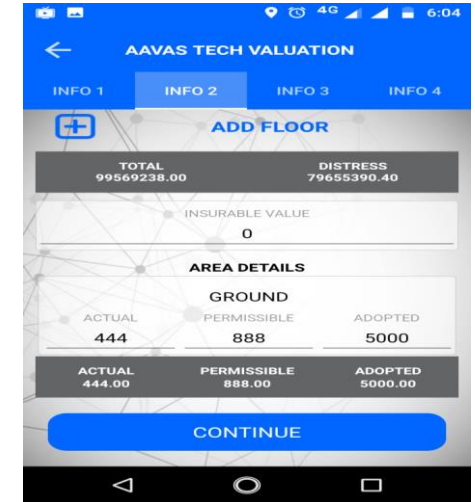 4G 6:04
AAVAS TECH VALUATION
INFO 1 INFO 2 INFO 3 INFO 4
ADD FLOOR
TOTAL DISTRESS
99569238.00 79655390.40
INSURABLE VALUE
0
AREA DETAILS
GROUND
ACTUAL PERMISSIBLE ADOPTED
444 888 5000
ACTUAL PERMISSIBLE ADOPTED
444.00 888.00 5000.00
CONTINUE